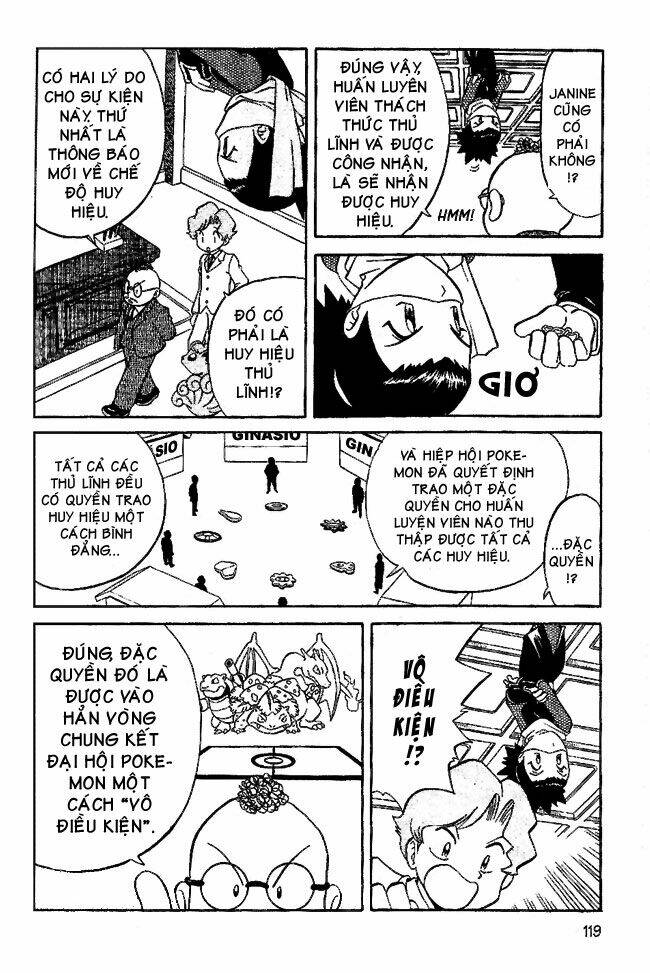 CÓ HAI LÝ DO
CHO SỰ KIỆN
NÀY. THỨ
NHẤT LÀ
THÔNG BÁO
MỚI VỀ CHẾ
ĐỘ HUY
HIỆU.
ĐÓ CÓ
PHẢI LÀ
HUY HIỆU
THỦ
LĨNH!?
ĐÚNG VẬY,
HUẤN LUYÊN
VIÊN THÁCH
THỨC THỦ
LĨNH VÀ ĐƯỢC
CÔNG NHẬN,
LÀ SẼ NHẬN
ĐƯỢC HUY
HIỆU.
JANINE
CŨNG
CÓ
PHẢI
KHÔNG
!?
HMM!
GIƠ
TẤT CẢ CÁC
THỦ LĨNH ĐỀU
CÓ QUYỀN TRAO
HUY HIỆU MỘT
CÁCH BÌNH
ĐẲNG...
SIO
GINASIO
GIN
VÀ HIỆP HỘI POKE-
MON ĐÃ QUYẾT ĐỊNH
TRAO MỘT ĐẶC
QUYỀN CHO HUẤN
LUYỆN VIÊN NÀO THU
THẬP ĐƯỢC TẤT CẢ
CÁC HUY HIỆU.
...ĐẶC
QUYỀN
!?
ĐÚNG, ĐẶC
QUYỀN ĐÓ LÀ
ĐƯỢC VÀO
HẲN VÒNG
CHUNG KẾT
ĐẠI HỘI POKE-
MON MỘT
CÁCH "VÔ
ĐIỀU KIỆN".
VÔ
ĐIỀU
KIỆN
!?
119